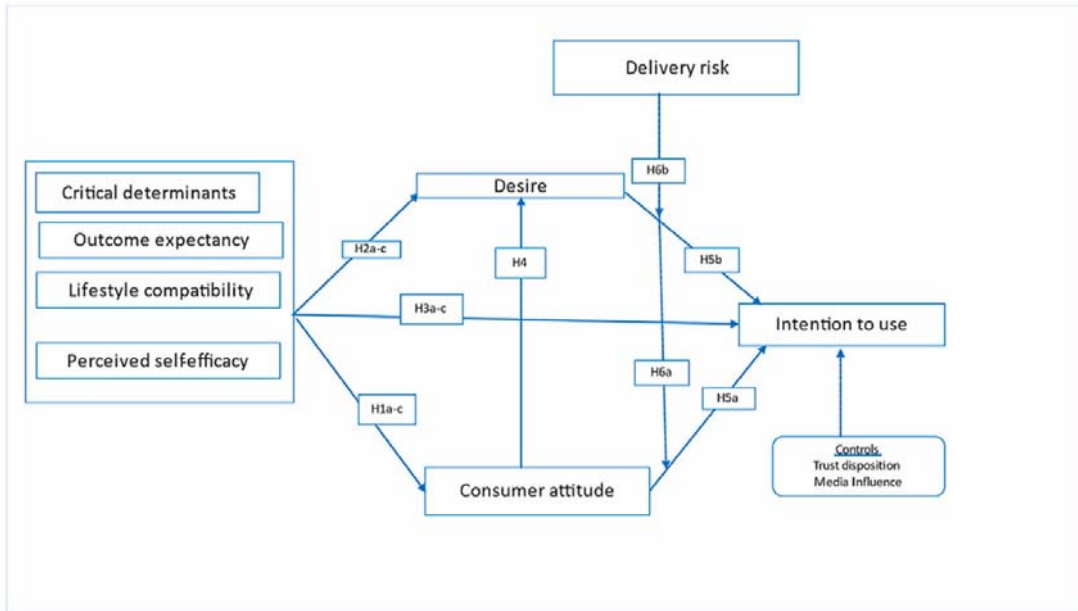 Delivery risk
H6b
Critical determinants
Desire
Outcome expectancy
H2a-c
H4
H5b
Lifestyle compatibility
H3a-c
Intention to use
Perceived selfefficacy
H6a
H5a
H1a-c
Controls
Trust disposition
Media Influence
Consumer attitude